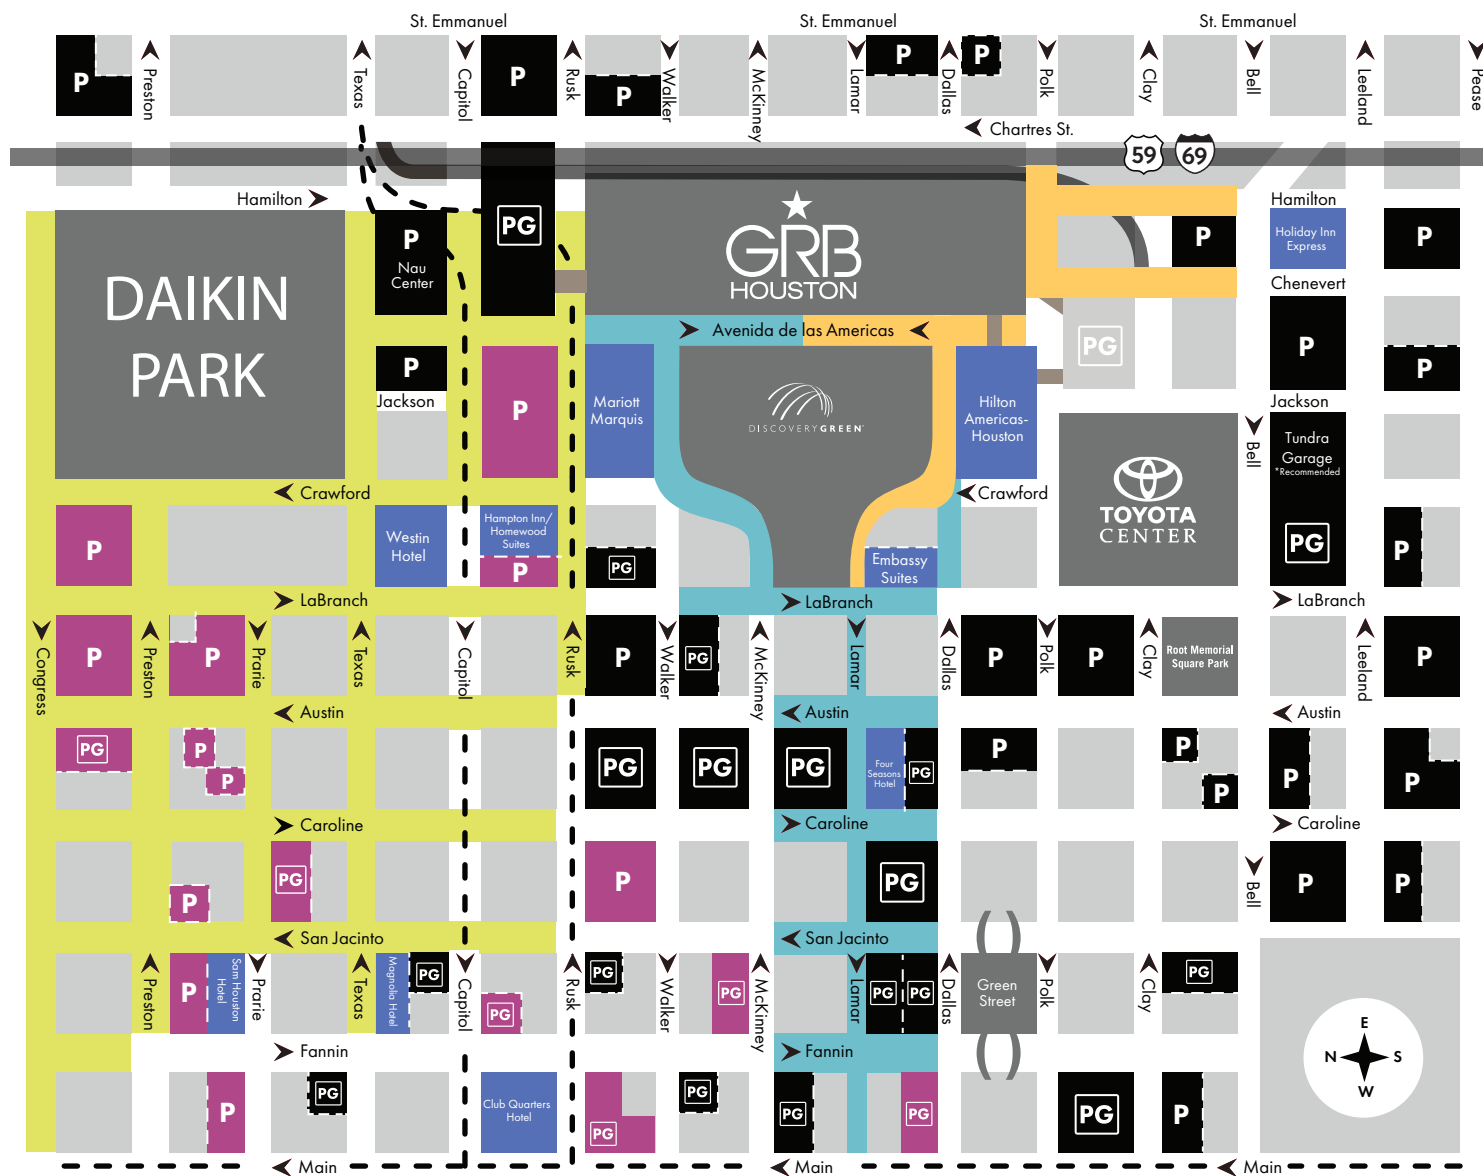 St. Emmanuel
St. Emmanuel
St. Emmanuel
P
Preston
Texas
Capitol
P
Rusk
P
Walker
McKinney
Lamar
P
Dallas
P
Polk
Clay
Bell
Leeland
Pease
Chartres St.
59
69
Hamilton
Hamilton
DAIKIN
PARK
P
Nau
Center
PG
GRB
HOUSTON
P
Holiday Inn
Express
P
Chenevert
Avenida de las Americas
P
Jackson
P
Mariott
Marquis
DISCOVERYGREEN
Hilton
Americas-
Houston
PG
P
P
Jackson
Bell
Tundra
Garage
*Recommended
PG
TOYOTA
CENTER
Crawford
Crawford
P
Westin
Hotel
Hampton Inn/
Homewood
Suites
P
PG
Embassy
Suites
P
LaBranch
LaBranch
LaBranch
Congress
P
Preston
P
Prarie
Texas
Capitol
Rusk
P
Walker
PG
McKinney
Lamar
Dallas
P
Polk
P
Clay
Root Memorial
Square Park
Leeland
P
Austin
Austin
Austin
PG
P
P
PG
PG
PG
Four
Seasons
Hotel
PG
P
P
P
P
P
Caroline
Caroline
Caroline
P
PG
P
PG
Bell
P
P
San Jacinto
San Jacinto
Preston
P
Sam Houston
Hotel
Prarie
Texas
Magnolia Hotel
PG
Capitol
PG
Rusk
PG
Walker
PG
McKinney
Lamar
PG
PG
Dallas
Green
Street
Polk
Clay
PG
E
N
S
W
Fannin
Fannin
P
PG
Club Quarters
Hotel
PG
PG
PG
PG
PG
P
Main
Main
Main